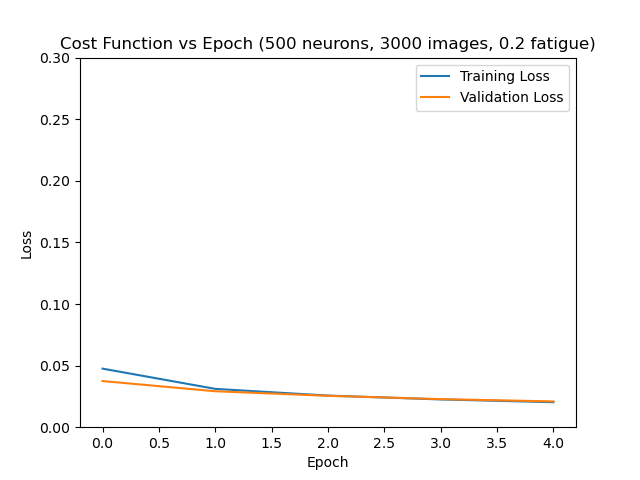 Cost Function vs Epoch (500 neurons, 3000 images, 0.2 fatigue)
Training Loss
Validation Loss
0.30
0.25
0.20
0.15
0.10
0.05
0.00
Loss
0.0 0.5 1.0 1.5 2.0 2.5 3.0 3.5 4.0
Epoch